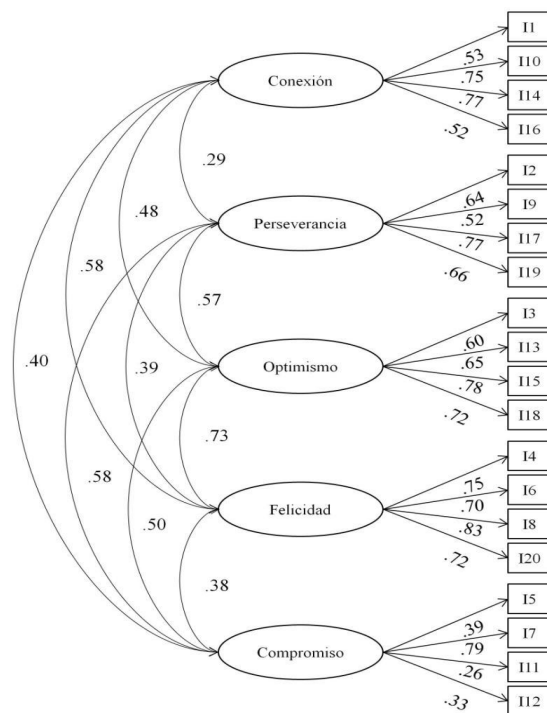 I1
.53
I10
.75
Conexión
I14
.77
I16
.52
.29
I2
.48
.64
I9
Perseverancia
.52
I17
.77
.58
I19
.66
.57
I3
.60
I13
.40
.39
Optimismo
.65
I15
.78
I18
.72
.73
I4
.58
.75
I6
.50
Felicidad
.70
I8
.83
I20
.72
.38
I5
.39
I7
Compromiso
.79
I11
.26
I12
.33